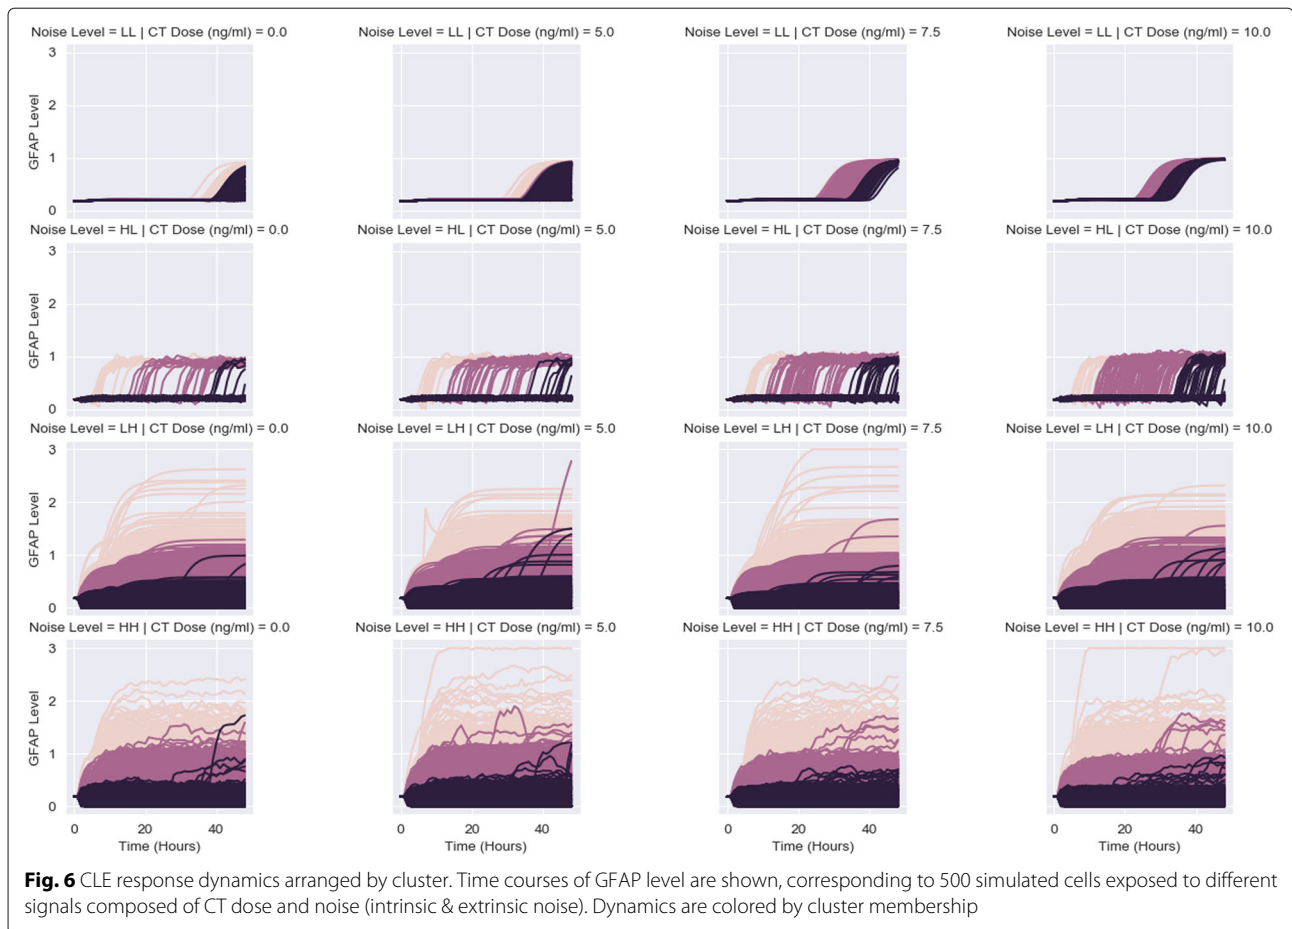 Noise Level = LL | CT Dose (ng/ml) = 0.0
Noise Level = LL | CT Dose (ng/ml) = 5.0
Noise Level = LL | CT Dose (ng/ml) = 7.5
Noise Level = LL | CT Dose (ng/ml) = 10.0
3
2
1
0
GFAP Level
Noise Level = HL | CT Dose (ng/ml) = 0.0
Noise Level = HL | CT Dose (ng/ml) = 5.0
Noise Level = HL | CT Dose (ng/ml) = 7.5
Noise Level = HL | CT Dose (ng/ml) = 10.0
3
2
1
0
GFAP Level
Noise Level = LH | CT Dose (ng/ml) = 0.0
Noise Level = LH | CT Dose (ng/ml) = 5.0
Noise Level = LH | CT Dose (ng/ml) = 7.5
Noise Level = LH | CT Dose (ng/ml) = 10.0
3
2
1
0
GFAP Level
Noise Level = HH | CT Dose (ng/ml) = 0.0
Noise Level = HH | CT Dose (ng/ml) = 5.0
Noise Level = HH | CT Dose (ng/ml) = 7.5
Noise Level = HH | CT Dose (ng/ml) = 10.0
3
2
1
0
GFAP Level
0 20 40
0 20 40
0 20 40
0 20 40
Time (Hours)
Time (Hours)
Time (Hours)
Time (Hours)
Fig. 6 CLE response dynamics arranged by cluster. Time courses of GFAP level are shown, corresponding to 500 simulated cells exposed to different
signals composed of CT dose and noise (intrinsic & extrinsic noise). Dynamics are colored by cluster membership